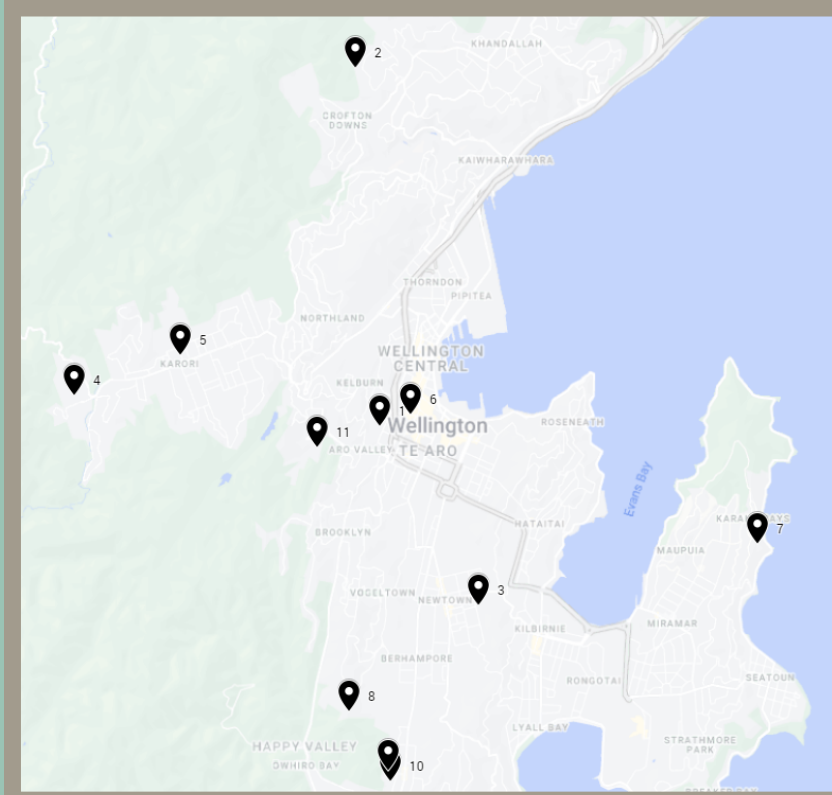 KHANDALLAH
2
CROFTON
DOWNS
KAIWHARAWHARA
THORNDON
PIPITEA
NORTHLAND
5
WELLINGTON
CENTRAL
KARORI
4
KELBURN
6
1
11
Wellington
ROSENEATH
ARO VALLEY
TE ARO
Evans Bay
7
HATAITAI
BROOKLYN
MAUPUIA
3
VOGELTOWN
NEWTOWN
MIRAMAR
KILBIRNIE
BERHAMPORE
RONGOTAI
SEATOUN
8
LYALL BAY
STRATHMORE
PARK
HAPPY VALLEY
OWHIRO BAY
10